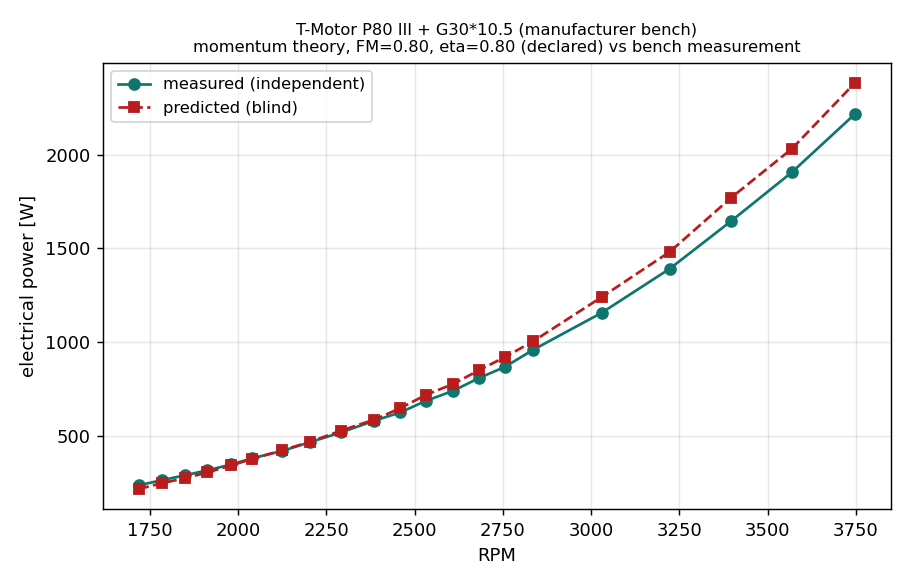 T-Motor P80 III + G30*10.5 (manufacturer bench)
momentum theory, FM=0.80, eta=0.80 (declared) vs bench measurement
measured (independent)
predicted (blind)
electrical power [W]
2000
1500
1000
500
1750 2000 2250 2500 2750 3000 3250 3500 3750
RPM